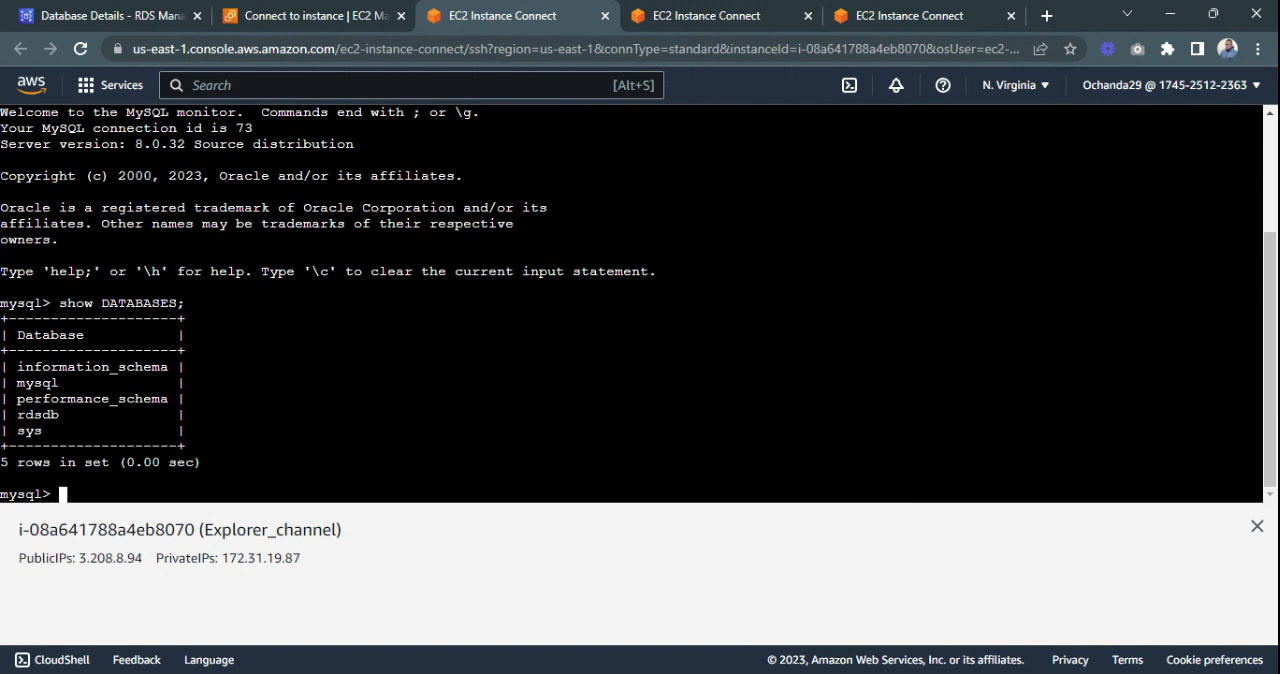 Database Details - RDS Mana
Connect to instance | EC2 Ma
EC2 Instance Connect
EC2 Instance Connect
EC2 Instance Connect
us-east-1.console.aws.amazon.com/ec2-instance-connect/ssh?region=us-east-1&connType=standard&instanceId=i-08a641788a4eb8070&osUser=ec2-...
aws
Services
Search
[Alt+S]
N. Virginia
Ochanda29 @ 1745-2512-2363
Welcome to the MySQL monitor.  Commands end with ; or \g.
Your MySQL connection id is 73
Server version: 8.0.32 Source distribution
Copyright (c) 2000, 2023, Oracle and/or its affiliates.
Oracle is a registered trademark of Oracle Corporation and/or its
affiliates. Other names may be trademarks of their respective
owners.
Type 'help;' or '\h' for help. Type '\c' to clear the current input statement.
mysql> show DATABASES;
+--------------------+
| Database           |
+--------------------+
| information_schema |
| mysql              |
| performance_schema |
| rdsdb              |
| sys                |
+--------------------+
5 rows in set (0.00 sec)
mysql>
i-08a641788a4eb8070 (Explorer_channel)
PublicIPs: 3.208.8.94 PrivateIPs: 172.31.19.87
CloudShell Feedback Language © 2023, Amazon Web Services, Inc. or its affiliates. Privacy Terms Cookie preferences